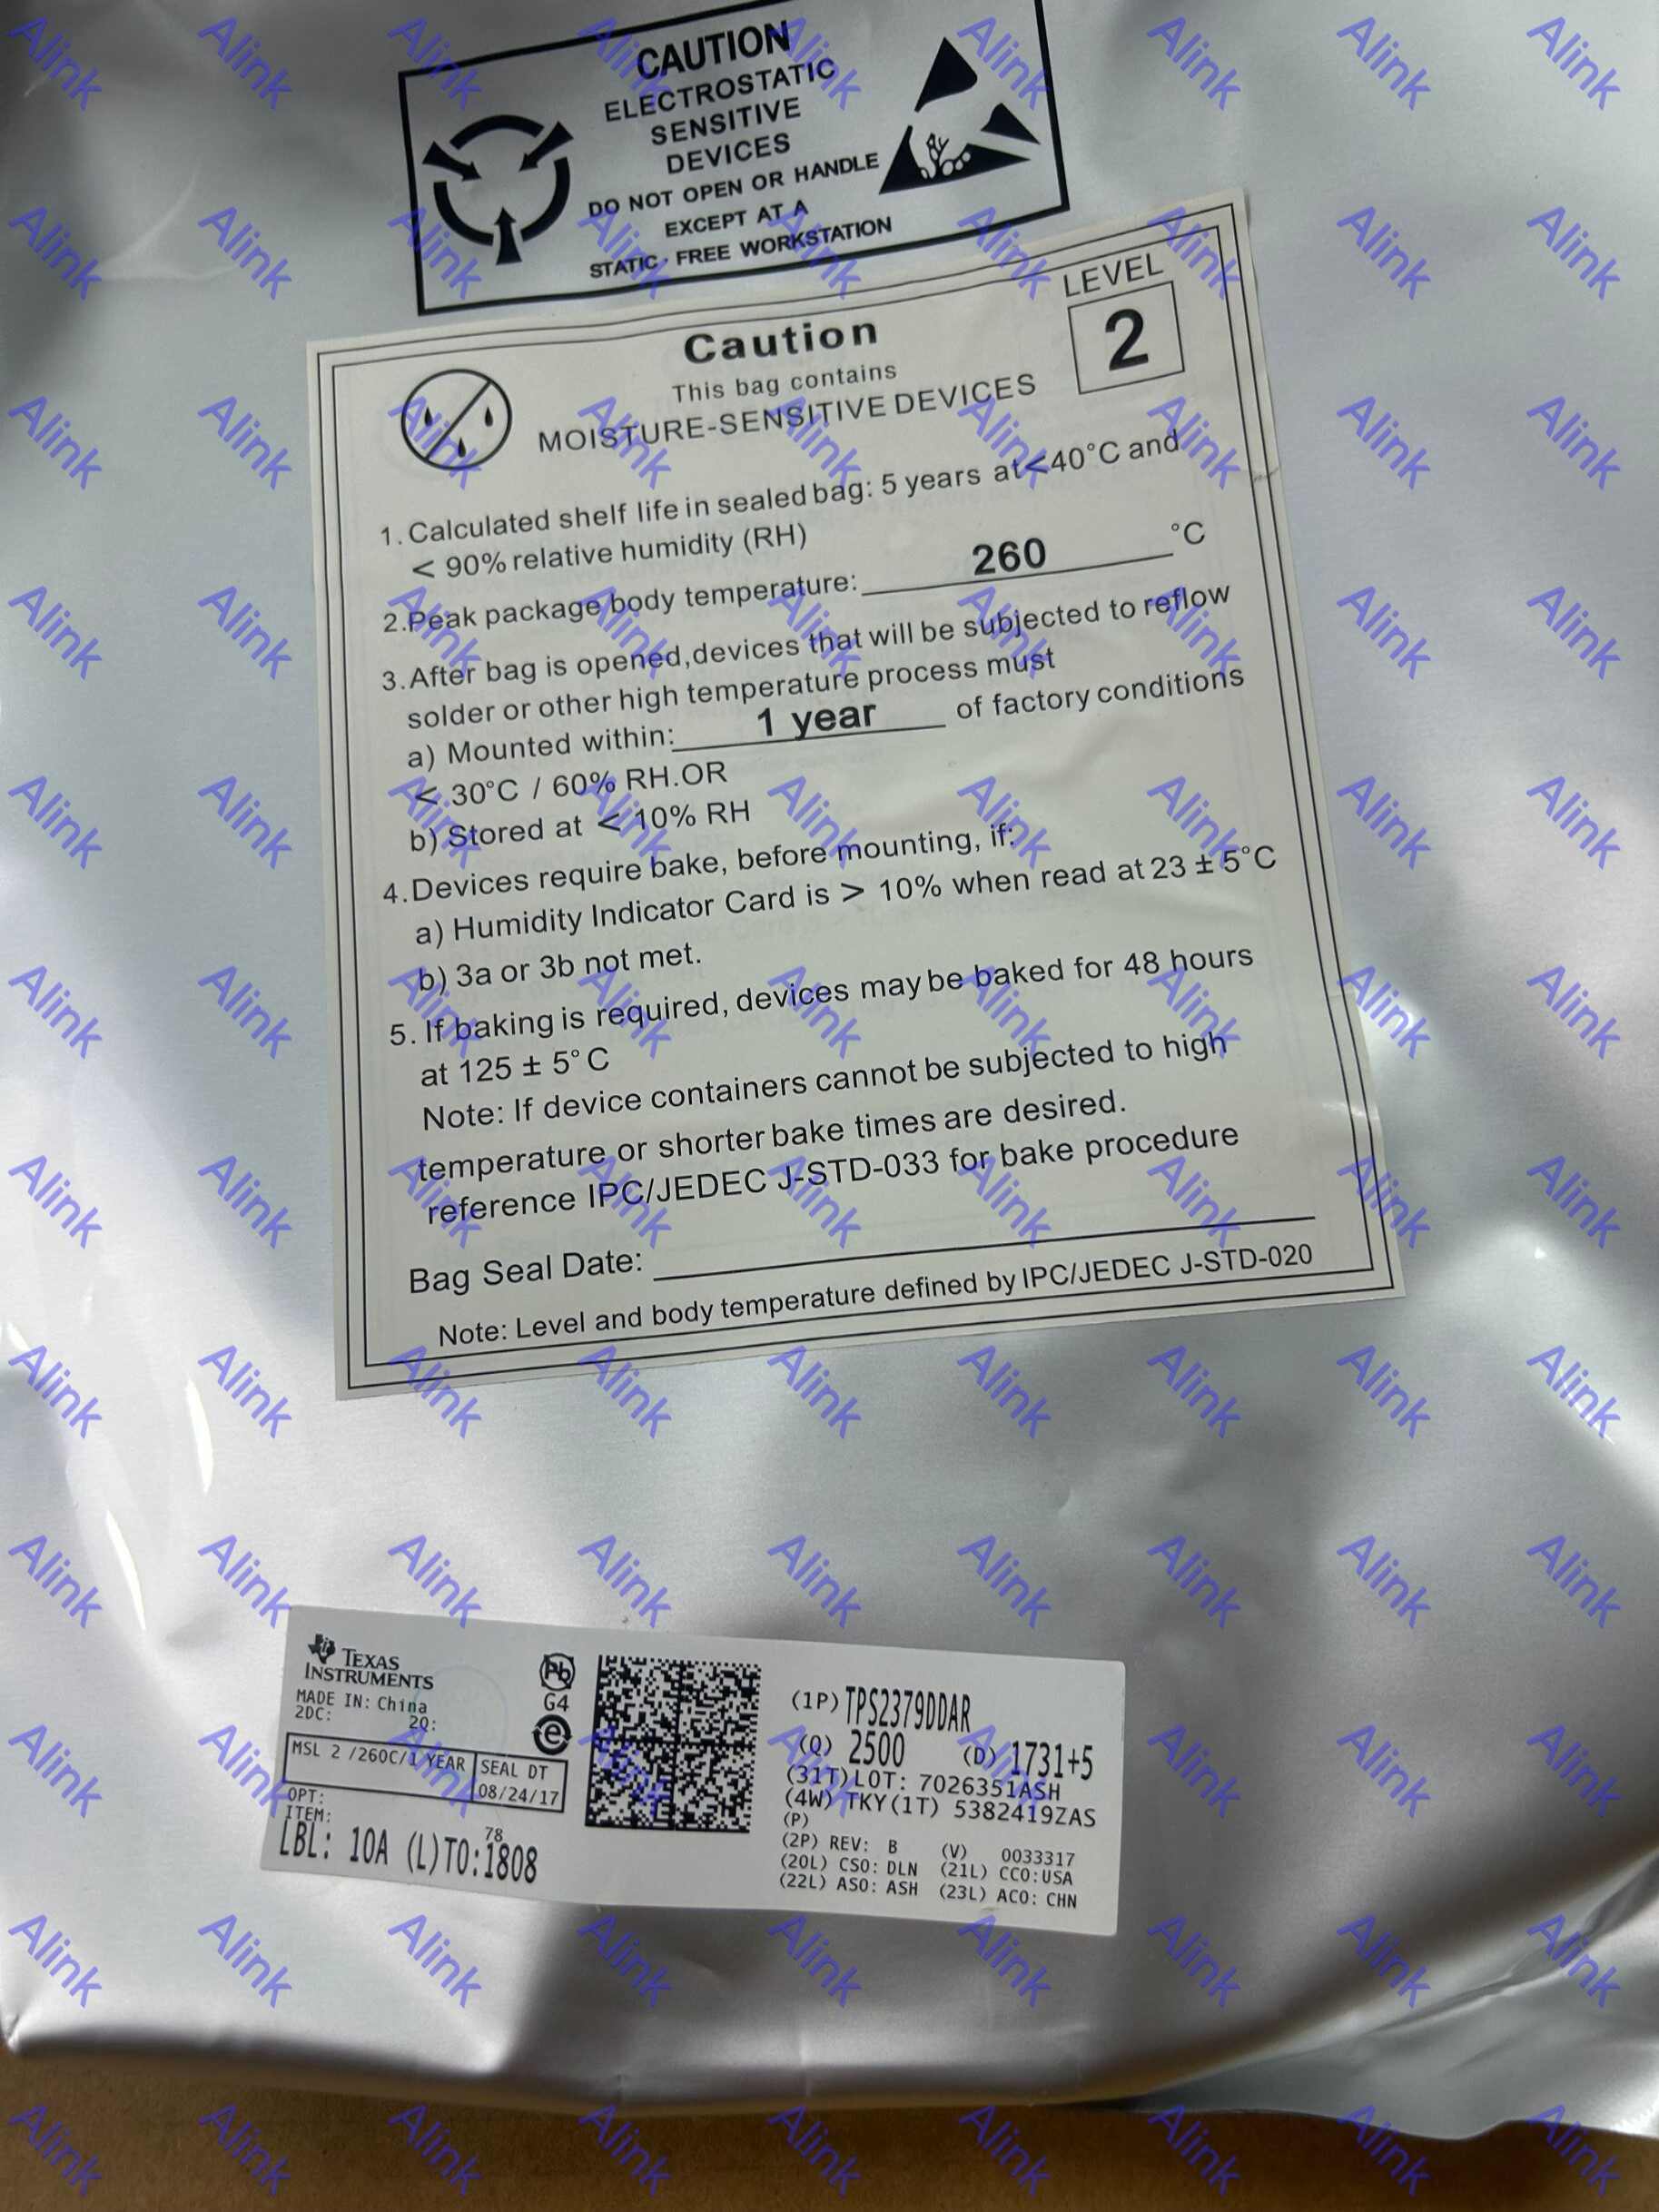 CAUTION
ELECTROSTATIC
SENSITIVE
DEVICES
DO NOT OPEN OR HANDLE
EXCEPT AT A
STATIC - FREE WORKSTATION
LEVEL
2
Caution
This bag contains
MOISTURE-SENSITIVE DEVICES
1. Calculated shelf life in sealed bag: 5 years at<40°C and
< 90% relative humidity (RH)
2.Peak package body temperature: 260 °C
3.After bag is opened,devices that will be subjected to reflow
solder or other high temperature process must
a) Mounted within: 1 year of factory conditions
< 30°C / 60% RH.OR
b) Stored at < 10% RH
4.Devices require bake, before mounting, if:
a) Humidity Indicator Card is > 10% when read at 23 ± 5°C
b) 3a or 3b not met.
5. If baking is required, devices may be baked for 48 hours
at 125 ± 5°C
Note: If device containers cannot be subjected to high
temperature or shorter bake times are desired.
reference IPC/JEDEC J-STD-033 for bake procedure
Bag Seal Date:
Note: Level and body temperature defined by IPC/JEDEC J-STD-020
TEXAS
INSTRUMENTS
MADE IN: China
2DC: 2Q:
MSL 2 /260C/1 YEAR SEAL DT
08/24/17
OPT:
ITEM:
78
LBL: 10A (L)TO:1808
Pb
G4
e
(1P) TPS2379DDAR
(Q) 2500 (D) 1731+5
(31T)LOT: 7026351ASH
(4W) TKY(1T) 5382419ZAS
(P)
(2P) REV: B (V) 0033317
(20L) CSO: DLN (21L) CCO:USA
(22L) ASO: ASH (23L) ACO: CHN
Alink